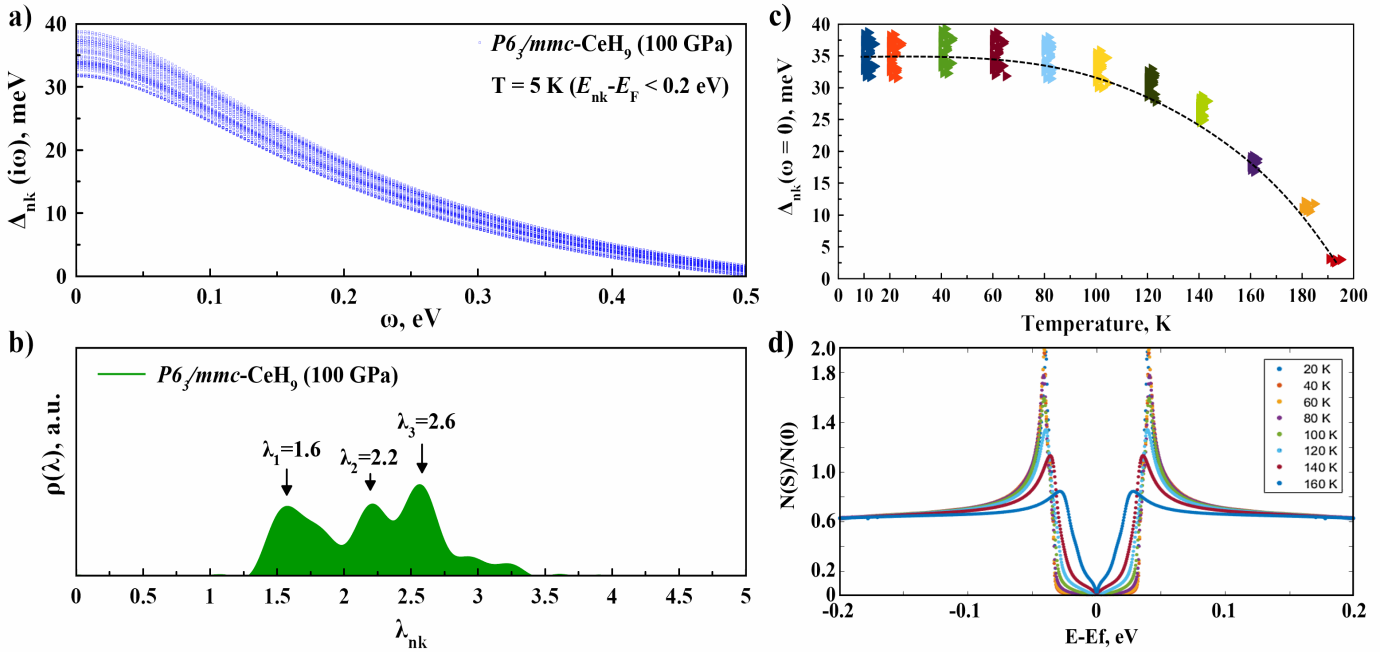 a)
40
30
20
10
0
Δnk (iω), meV
P63/mmc-CeH9 (100 GPa)
T = 5 K (Enk-EF < 0.2 eV)
0 0.1 0.2 0.3 0.4 0.5
ω, eV
b)
P63/mmc-CeH9 (100 GPa)
λ1=1.6
λ2=2.2
λ3=2.6
ρ(λ), a.u.
0 0.5 1 1.5 2 2.5 3 3.5 4 4.5 5
λnk
c)
40
35
30
25
20
15
10
5
0
Δnk(ω = 0), meV
0 10 20 40 60 80 100 120 140 160 180 200
Temperature, K
d)
2.0
1.8
1.4
1.0
0.6
0.2
0
N(S)/N(0)
20 K
40 K
60 K
80 K
100 K
120 K
140 K
160 K
-0.2 -0.1 0 0.1 0.2
E-Ef, eV